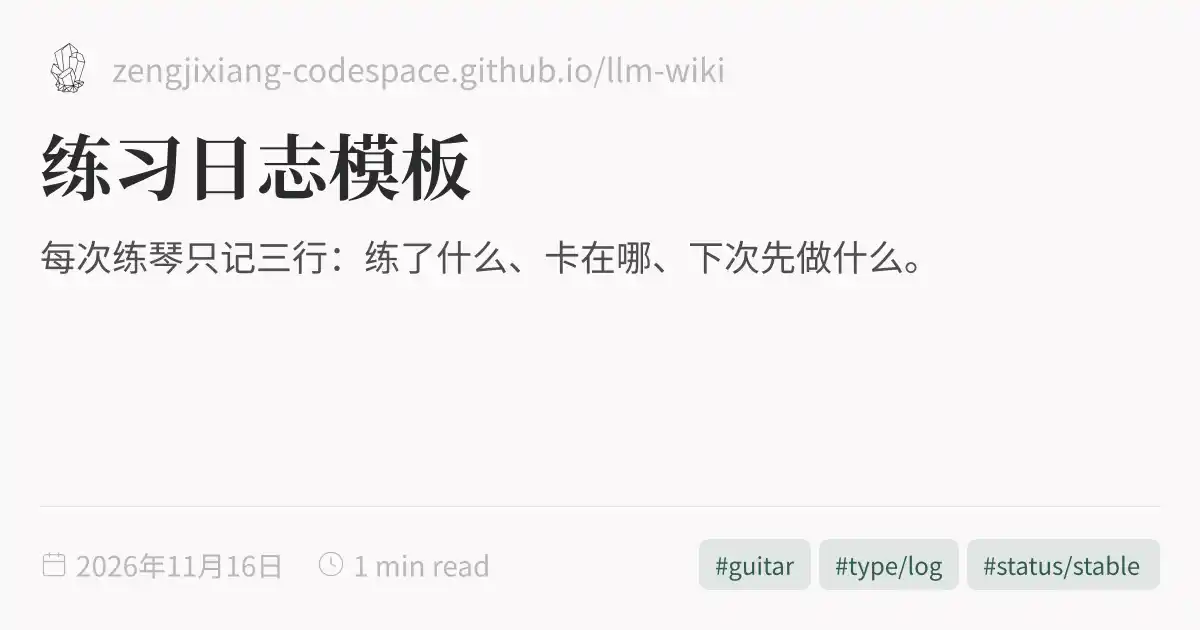 zengjixiang-codespace.github.io/llm-wiki
练习日志模板
每次练琴只记三行：练了什么、卡在哪、下次先做什么。
2026年11月16日 1 min read #guitar #type/log #status/stable